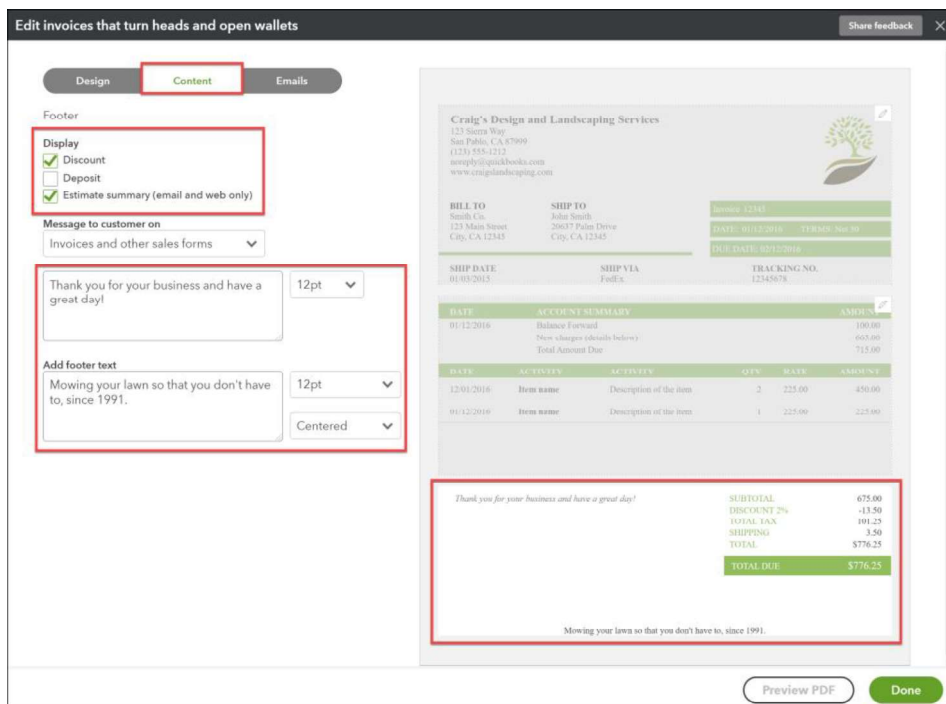 Edit invoices that turn heads and open wallets
Share feedback
Design
Content
Emails
Footer
Display
Discount
Deposit
Estimate summary (email and web only)
Message to customer on
Invoices and other sales forms
Thank you for your business and have a
great day!
12pt
Add footer text
Mowing your lawn so that you don't have
to, since 1991.
12pt
Centered
Craig's Design and Landscaping Services
123 Sierra Way
San Pablo, CA 87999
(123) 555-1212
noreply@quickbooks.com
www.craigslandscaping.com
BILL TO
Smith Co.
123 Main Street
City, CA 12345
SHIP TO
John Smith
20637 Palm Drive
City, CA 12345
Invoice 12345
DATE: 01/12/2016 TERMS: Net 30
DUE DATE: 02/12/2016
SHIP DATE SHIP VIA TRACKING NO.
01/03/2015 FedEx 12345678
DATE ACCOUNT SUMMARY AMOUNT
01/12/2016 Balance Forward 100.00
New charges (details below)
Total Amount Due 715.00
DATE ACTIVITY ACTIVITY QTY RATE AMOUNT
12/01/2016 Item name Description of the item 2 225.00 450.00
01/12/2016 Item name Description of the item 1 225.00 225.00
Thank you for your business and have a great day!
SUBTOTAL 675.00
DISCOUNT 2% -13.50
TOTAL TAX 101.25
SHIPPING 3.50
TOTAL $776.25
TOTAL DUE $776.25
Mowing your lawn so that you don't have to, since 1991.
Preview PDF
Done